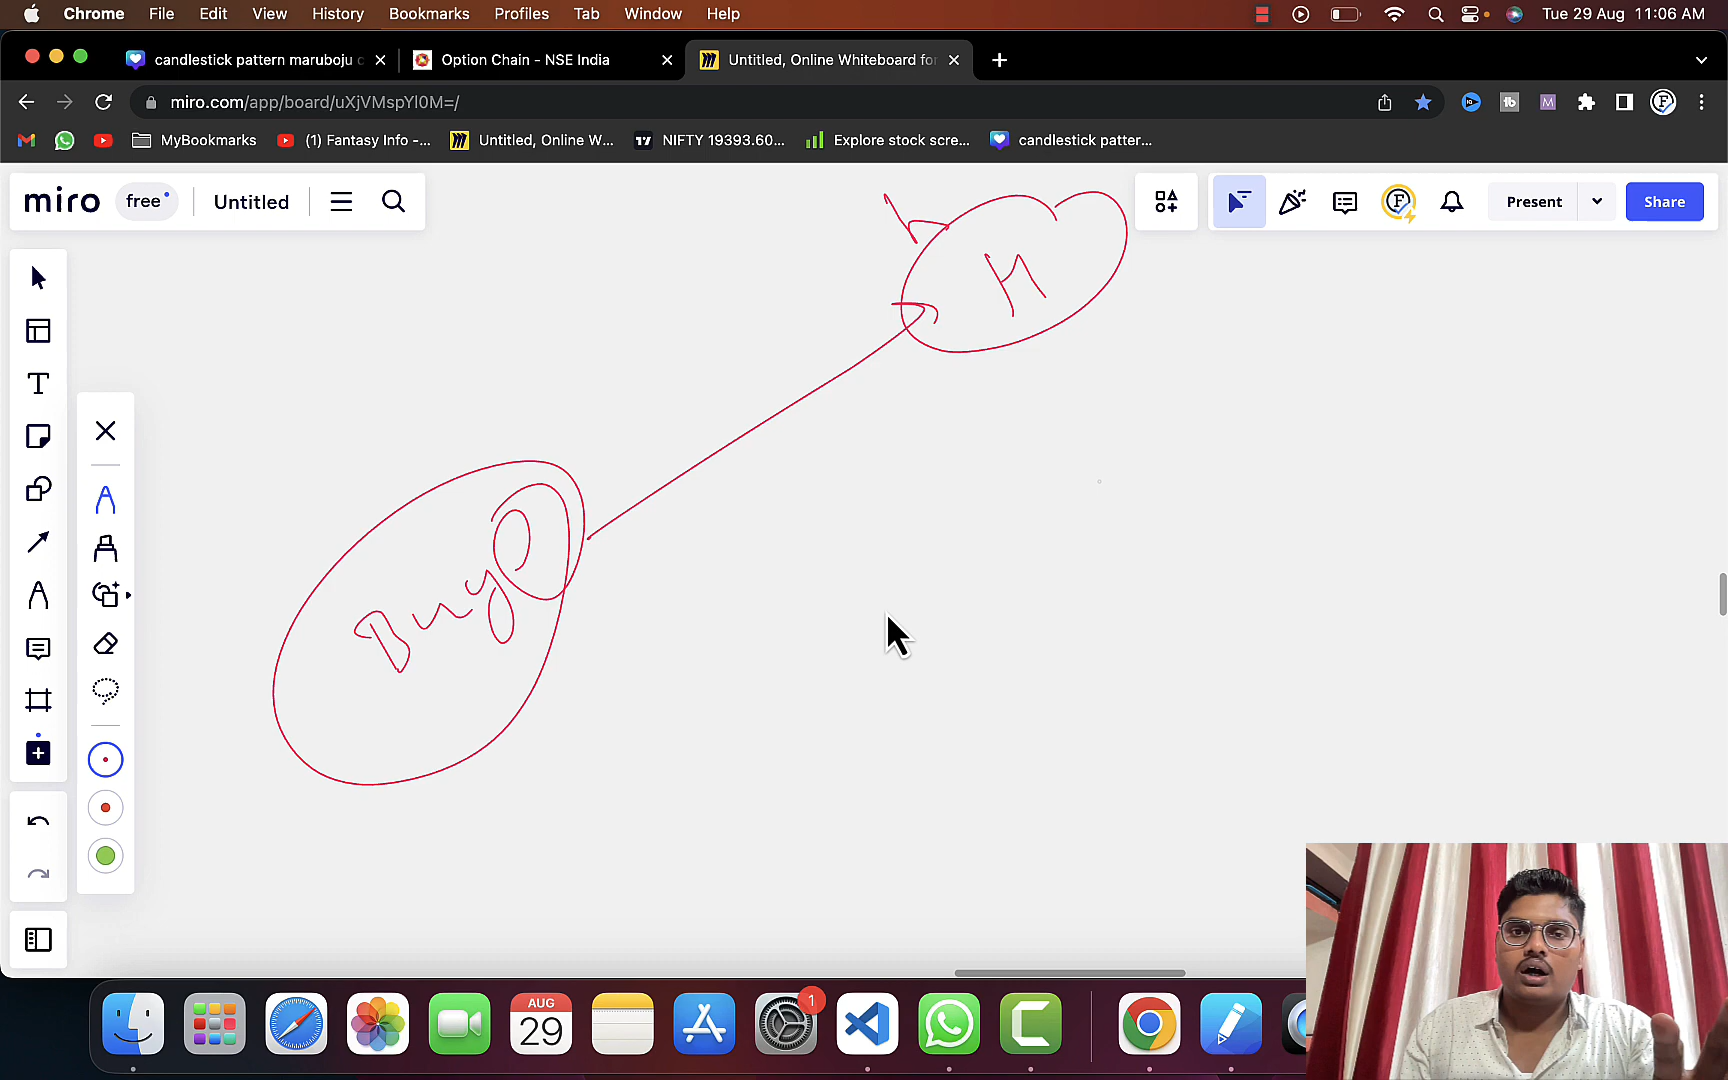 Chrome File Edit View History Bookmarks Profiles Tab Window Help Tue 29 Aug 11:06 AM
candlestick pattern maruboju c Option Chain - NSE India Untitled, Online Whiteboard for
miro.com/app/board/uXjVMspYl0M=/
MyBookmarks (1) Fantasy Info -... Untitled, Online W... NIFTY 19393.60... Explore stock scre... candlestick patter...
miro free Untitled Present Share
M
Buy
AUG
29
1